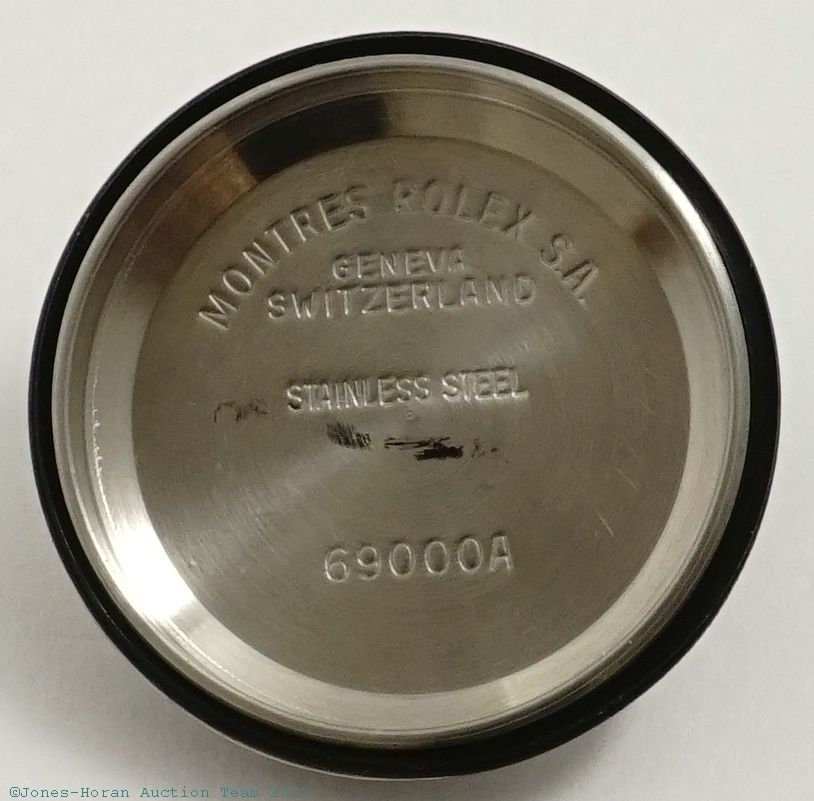 MONTRES ROLEX S.A.
GENEVA
SWITZERLAND
STAINLESS STEEL
69000A
©Jones-Horan Auction Team